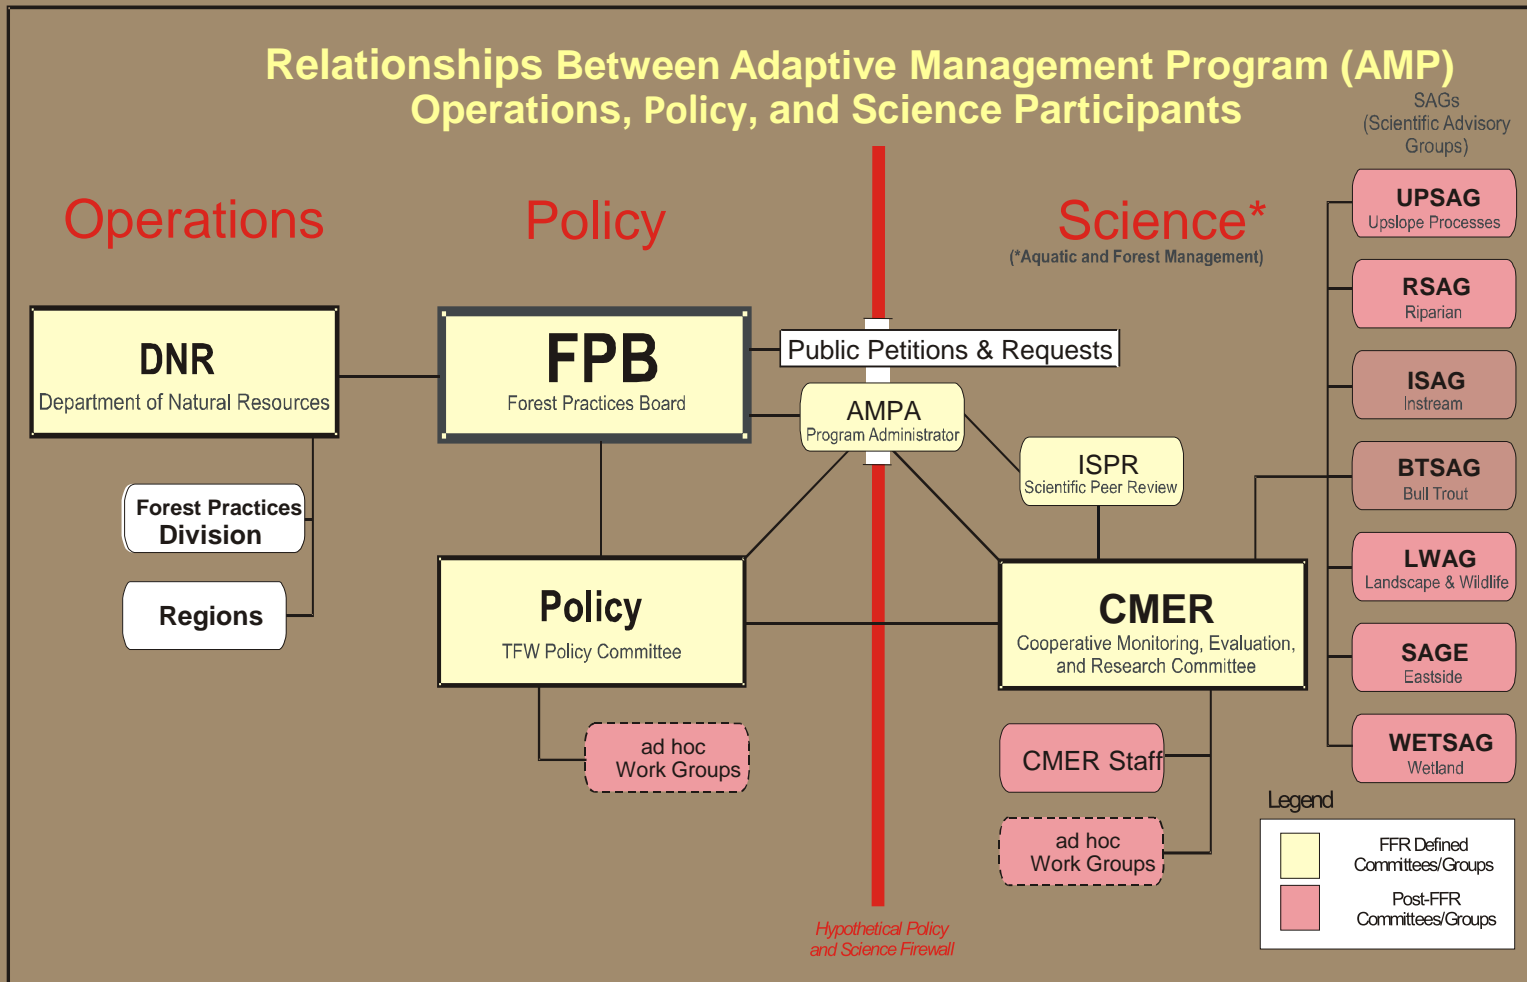 Relationships Between Adaptive Management Program (AMP)
Operations, Policy, and Science Participants
SAGs
(Scientific Advisory
Groups)
Operations
Policy
Science*
(*Aquatic and Forest Management)
DNR
Department of Natural Resources
FPB
Forest Practices Board
Public Petitions & Requests
AMPA
Program Administrator
ISPR
Scientific Peer Review
Forest Practices
Division
Regions
Policy
TFW Policy Committee
CMER
Cooperative Monitoring, Evaluation,
and Research Committee
ad hoc
Work Groups
CMER Staff
ad hoc
Work Groups
UPSAG
Upslope Processes
RSAG
Riparian
ISAG
Instream
BTSAG
Bull Trout
LWAG
Landscape & Wildlife
SAGE
Eastside
WETSAG
Wetland
Hypothetical Policy
and Science Firewall
Legend
FFR Defined
Committees/Groups
Post-FFR
Committees/Groups